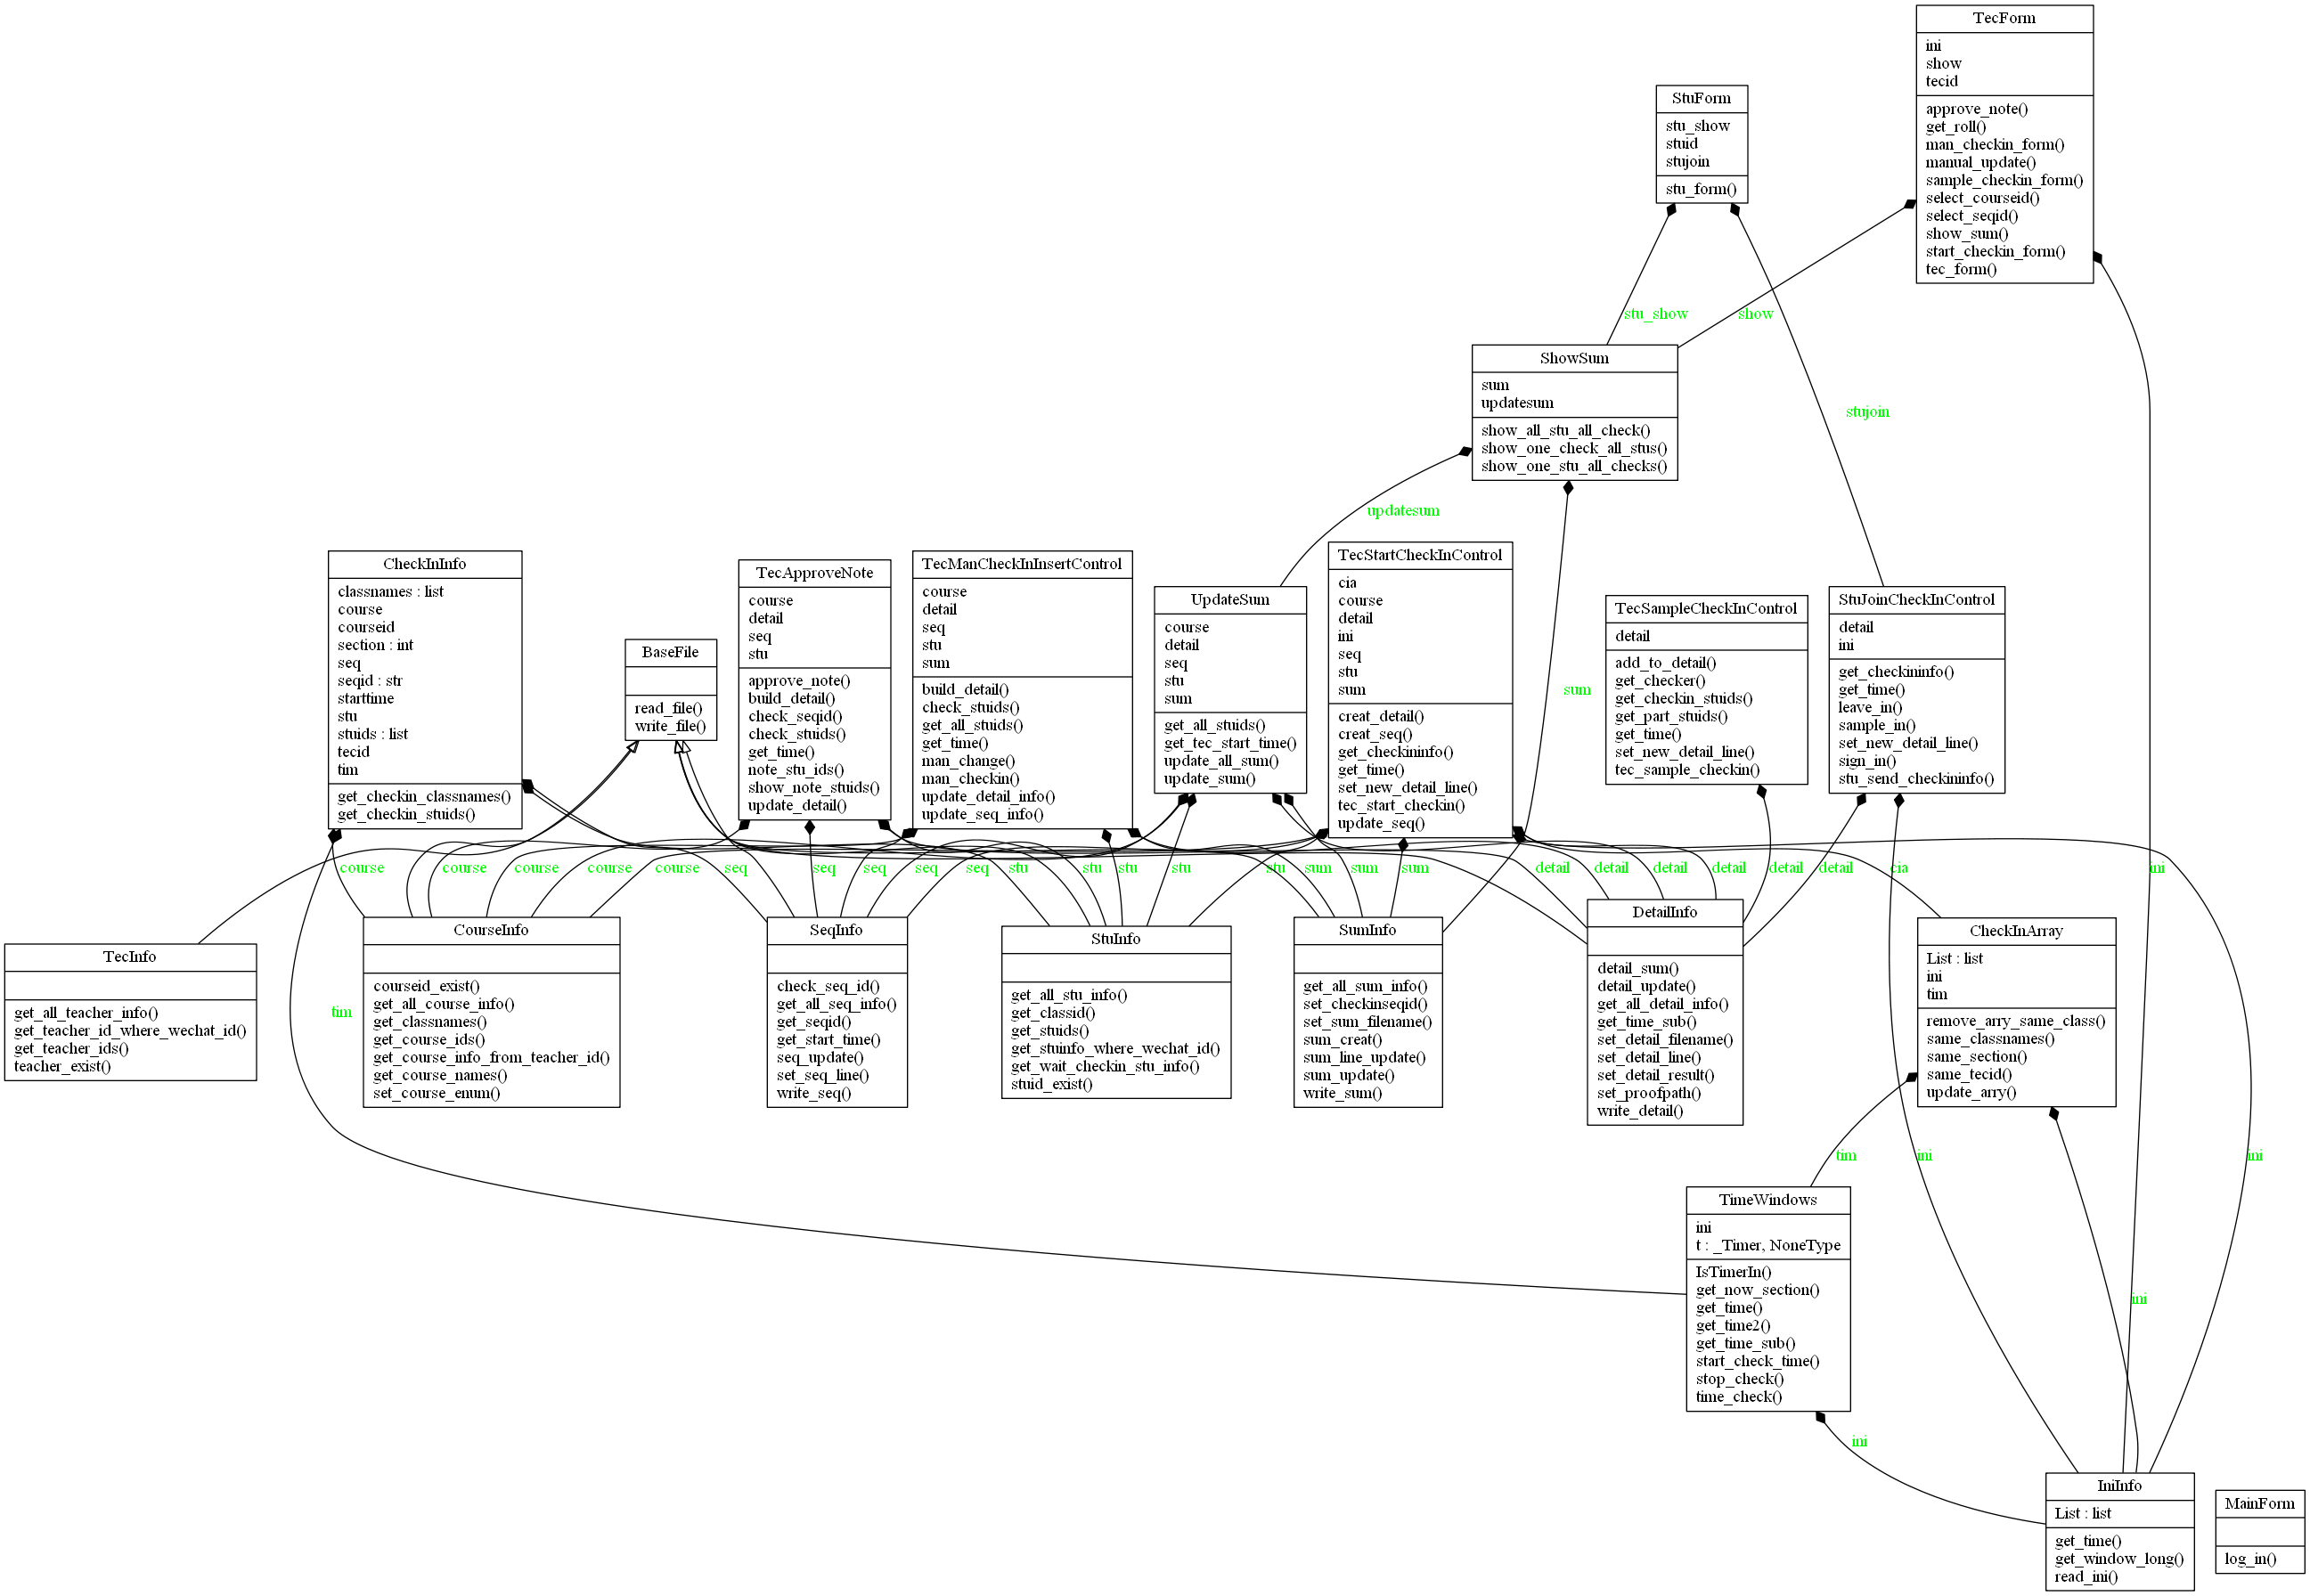 TecForm
ini
show
tecid
approve_note()
get_roll()
man_checkin_form()
manual_update()
sample_checkin_form()
select_courseid()
select_seqid()
show_sum()
start_checkin_form()
tec_form()
StuForm
stu_show
stuid
stujoin
stu_form()
stu_show
show
ShowSum
sum
updatesum
show_all_stu_all_check()
show_one_check_all_stus()
show_one_stu_all_checks()
stujoin
updatesum
CheckInInfo
classnames : list
course
courseid
section : int
seq
seqid : str
starttime
stu
stuids : list
tecid
tim
get_checkin_classnames()
get_checkin_stuids()
BaseFile
read_file()
write_file()
TecApproveNote
course
detail
seq
stu
approve_note()
build_detail()
check_seqid()
check_stuids()
get_time()
note_stu_ids()
show_note_stuids()
update_detail()
TecManCheckInInsertControl
course
detail
seq
stu
sum
build_detail()
check_stuids()
get_all_stuids()
get_time()
man_change()
man_checkin()
update_detail_info()
update_seq_info()
UpdateSum
course
detail
seq
stu
sum
get_all_stuids()
get_tec_start_time()
update_all_sum()
update_sum()
TecStartCheckInControl
cia
course
detail
ini
seq
stu
sum
creat_detail()
creat_seq()
get_checkininfo()
get_time()
set_new_detail_line()
tec_start_checkin()
update_seq()
sum
TecSampleCheckInControl
detail
add_to_detail()
get_checker()
get_checkin_stuids()
get_part_stuids()
get_time()
set_new_detail_line()
tec_sample_checkin()
StuJoinCheckInControl
detail
ini
get_checkininfo()
get_time()
leave_in()
sample_in()
set_new_detail_line()
sign_in()
stu_send_checkininfo()
course
course
course
course
course
seq
seq
seq
seq
seq
stu
stu
stu
stu
stu
sum
sum
sum
detail
detail
detail
detail
detail
detail
cia
ini
TecInfo
get_all_teacher_info()
get_teacher_id_where_wechat_id()
get_teacher_ids()
teacher_exist()
tim
CourseInfo
courseid_exist()
get_all_course_info()
get_classnames()
get_course_ids()
get_course_info_from_teacher_id()
get_course_names()
set_course_enum()
SeqInfo
check_seq_id()
get_all_seq_info()
get_seqid()
get_start_time()
seq_update()
set_seq_line()
write_seq()
StuInfo
get_all_stu_info()
get_classid()
get_stuids()
get_stuinfo_where_wechat_id()
get_wait_checkin_stu_info()
stuid_exist()
SumInfo
get_all_sum_info()
set_checkinseqid()
set_sum_filename()
sum_creat()
sum_line_update()
sum_update()
write_sum()
DetailInfo
detail_sum()
detail_update()
get_all_detail_info()
get_time_sub()
set_detail_filename()
set_detail_line()
set_detail_result()
set_proofpath()
write_detail()
CheckInArray
List : list
ini
tim
remove_arry_same_class()
same_classnames()
same_section()
same_tecid()
update_arry()
tim
ini
ini
TimeWindows
ini
t : _Timer, NoneType
IsTimerIn()
get_now_section()
get_time()
get_time2()
get_time_sub()
start_check_time()
stop_check()
time_check()
ini
ini
IniInfo
List : list
get_time()
get_window_long()
read_ini()
MainForm
log_in()